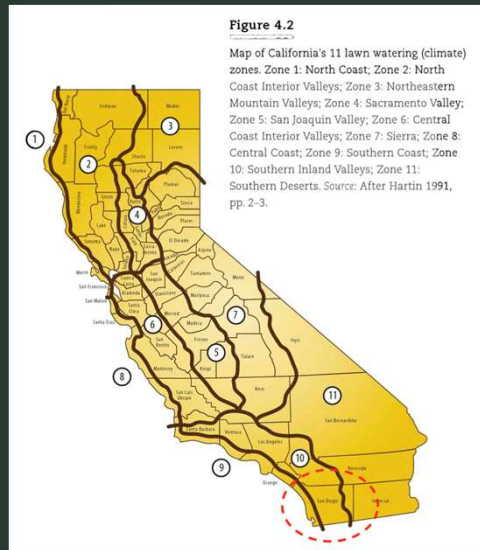 Figure 4.2
Map of California's 11 lawn watering (climate)
zones. Zone 1: North Coast; Zone 2: North
Coast Interior Valleys; Zone 3: Northeastern
Mountain Valleys; Zone 4: Sacramento Valley;
Zone 5: San Joaquin Valley; Zone 6: Central
Coast Interior Valleys; Zone 7: Sierra; Zone 8:
Central Coast; Zone 9: Southern Coast; Zone
10: Southern Inland Valleys; Zone 11:
Southern Deserts. Source: After Hartin 1991,
pp. 2–3.
Siskiyou
Modoc
3
1
Humboldt
Trinity
Shasta
Lassen
2
Tehama
Plumas
Mendocino
Glenn
Butte
Sierra
4
Nevada
Placer
Lake
El Dorado
Sonoma
Napa
Alpine
Marin
San Joaquin
Tuolumne
Mono
San Francisco
Alameda
Stanislaus
Mariposa
San Mateo
Santa Clara
Merced
Madera
7
Santa Cruz
6
San Benito
Fresno
Inyo
5
Tulare
Monterey
Kings
8
11
San Luis Obispo
Kern
San Bernardino
Santa Barbara
Ventura
Los Angeles
10
9
Riverside
Orange
San Diego
Imperial